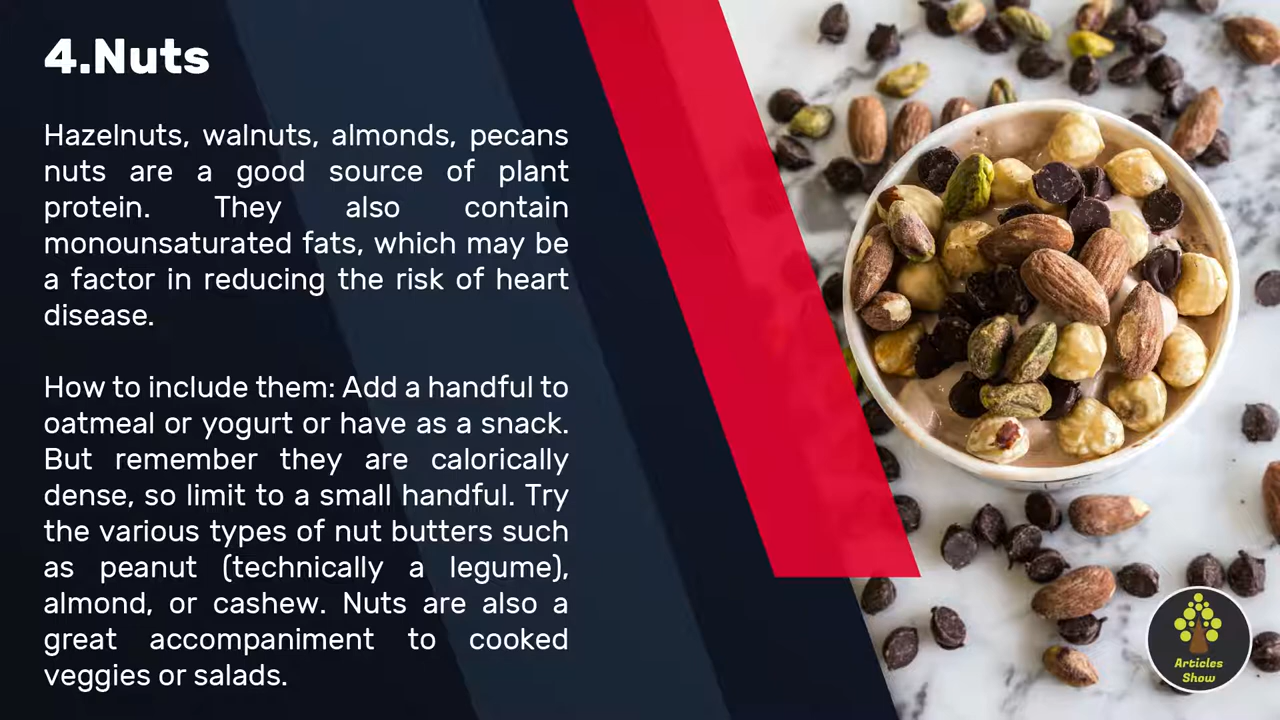 4.Nuts
Hazelnuts, walnuts, almonds, pecans
nuts are a good source of plant
protein. They also contain
monounsaturated fats, which may be
a factor in reducing the risk of heart
disease.
How to include them: Add a handful to
oatmeal or yogurt or have as a snack.
But remember they are calorically
dense, so limit to a small handful. Try
the various types of nut butters such
as peanut (technically a legume),
almond, or cashew. Nuts are also a
great accompaniment to cooked
veggies or salads.
Articles
Show